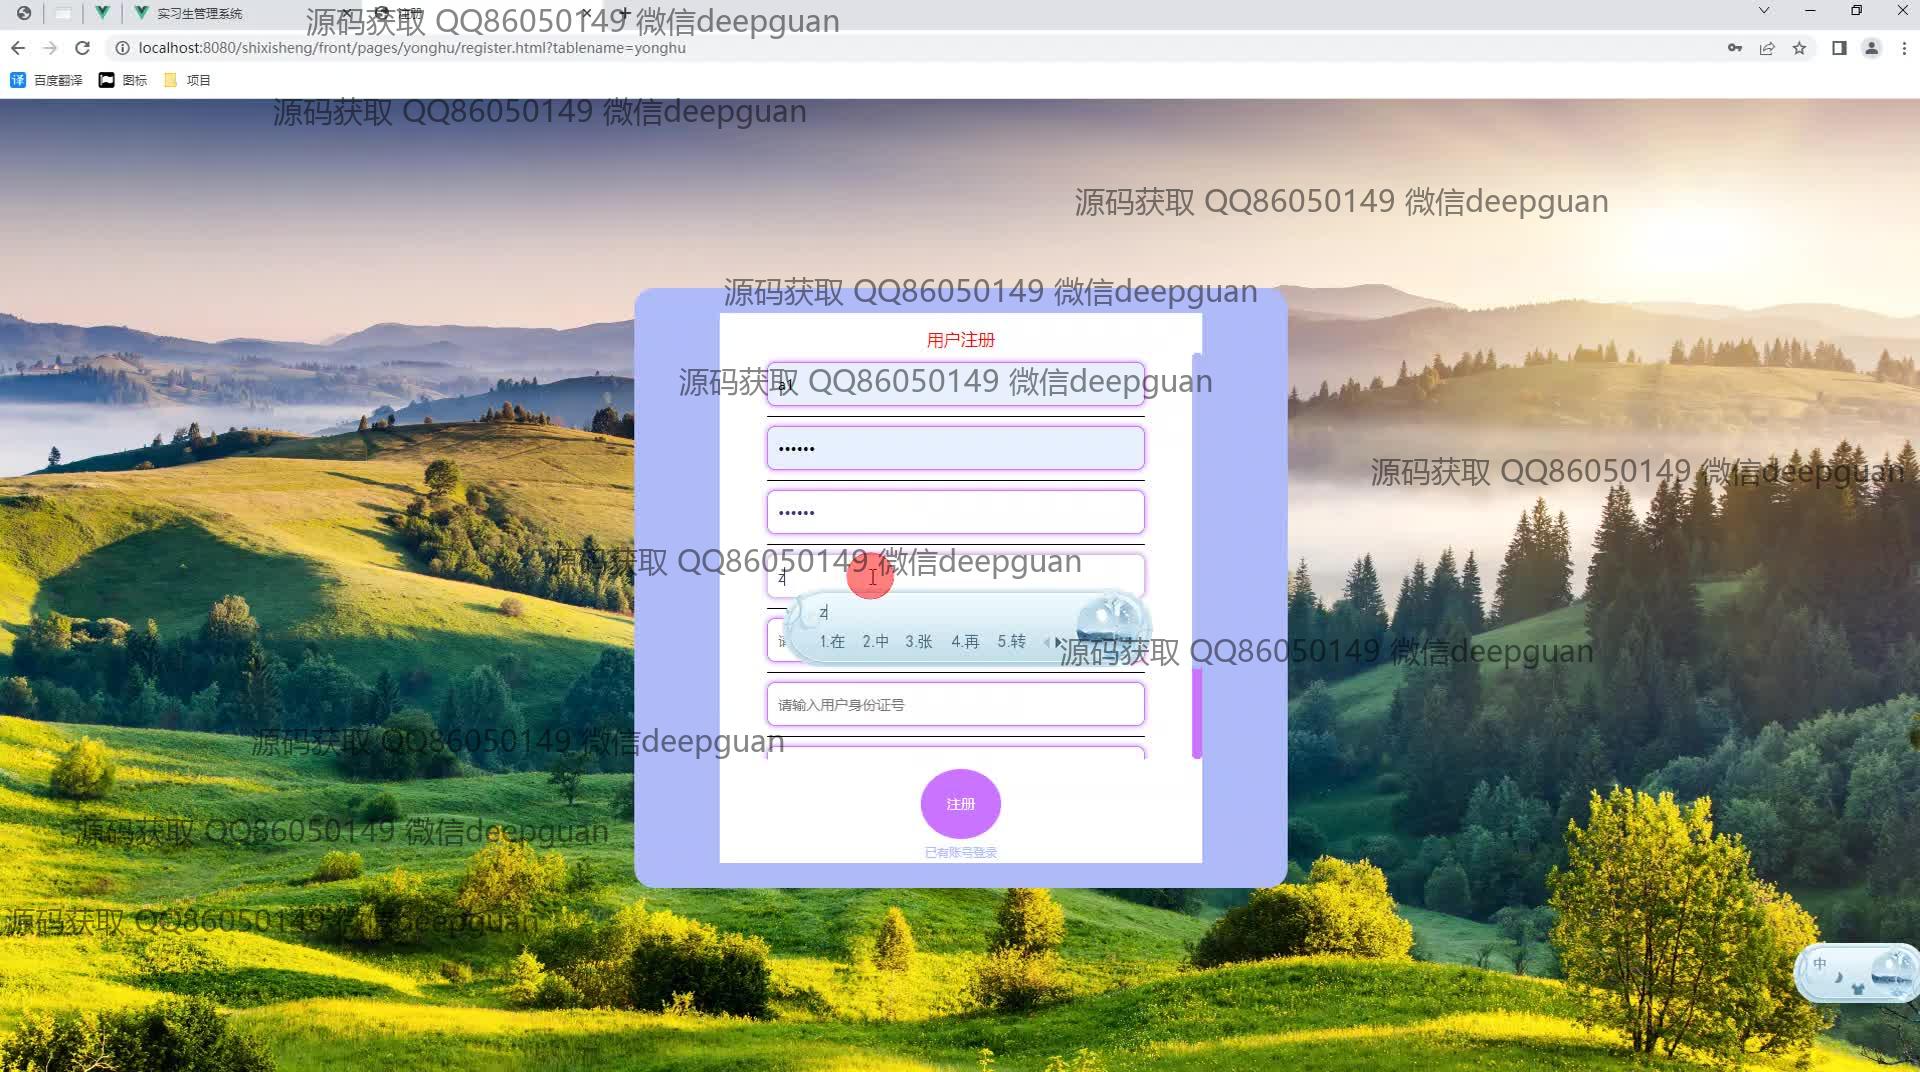 实习生管理系统
注册
源码获取 QQ86050149 微信deepguan
localhost:8080/shixisheng/front/pages/yonghu/register.html?tablename=yonghu
译 百度翻译 图标 项目
源码获取 QQ86050149 微信deepguan
源码获取 QQ86050149 微信deepguan
源码获取 QQ86050149 微信deepguan
用户注册
a1
源码获取 QQ86050149 微信deepguan
••••••
源码获取 QQ86050149 微信deepguan
••••••
源码获取 QQ86050149 微信deepguan
z
z
1.在 2.中 3.张 4.再 5.转
源码获取 QQ86050149 微信deepguan
请输入用户身份证号
源码获取 QQ86050149 微信deepguan
注册
源码获取 QQ86050149 微信deepguan
已有账号登录
源码获取 QQ86050149 微信deepguan
中